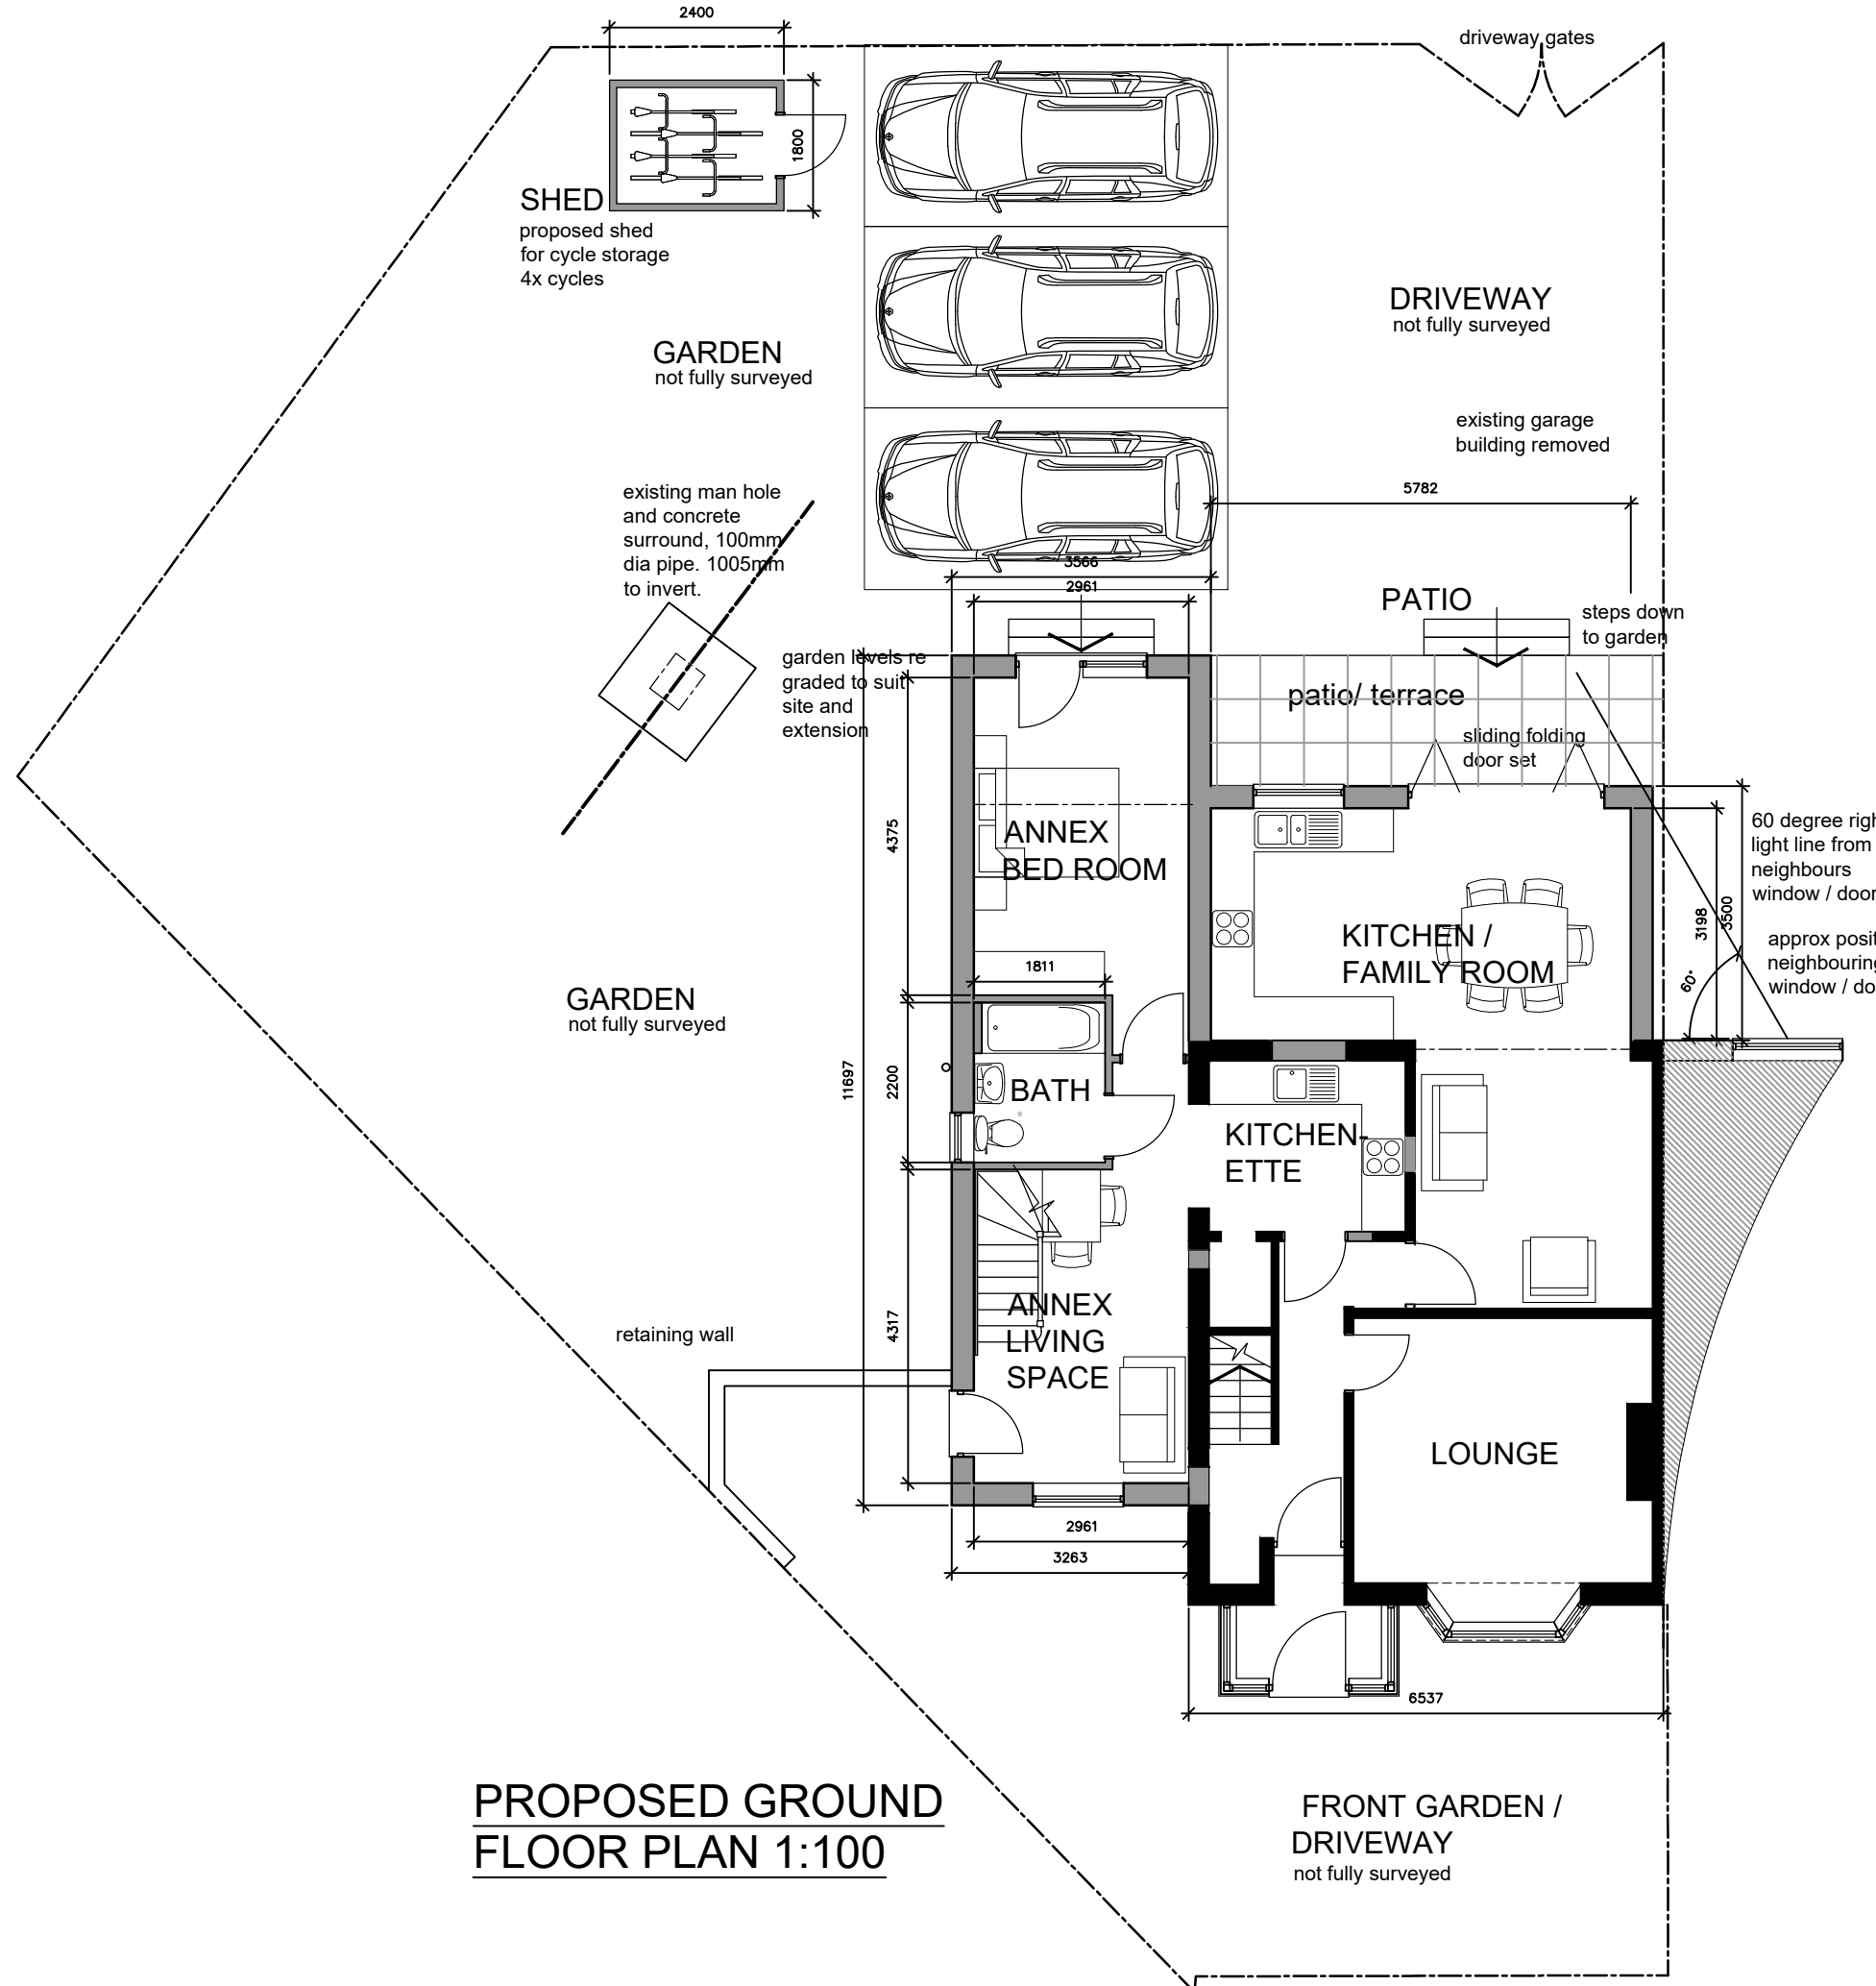 2400
driveway gates
1800
SHED
proposed shed
for cycle storage
4x cycles
DRIVEWAY
not fully surveyed
GARDEN
not fully surveyed
existing garage
building removed
existing man hole
and concrete
surround, 100mm
dia pipe. 1005mm
to invert.
5782
3566
2961
PATIO
steps down
to garden
garden levels re
graded to suit
site and
extension
patio/ terrace
sliding folding
door set
4375
ANNEX
BED ROOM
60 degree
light line from
neighbours
window / door
3198
3500
KITCHEN /
FAMILY ROOM
approx
window /
60°
1811
GARDEN
not fully surveyed
11697
2200
BATH
KITCHEN-
ETTE
4317
ANNEX
LIVING
SPACE
retaining wall
LOUNGE
2961
3263
6537
PROPOSED GROUND
FLOOR PLAN 1:100
FRONT GARDEN /
DRIVEWAY
not fully surveyed